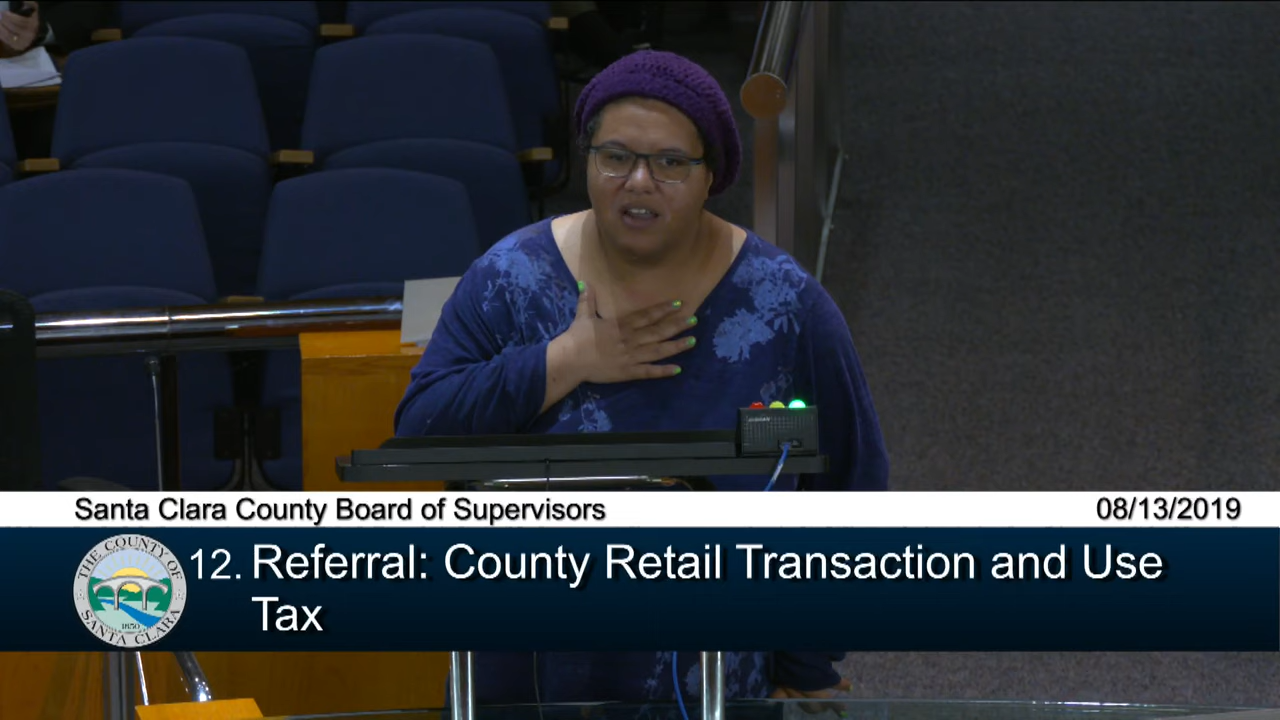 Santa Clara County Board of Supervisors
08/13/2019
12. Referral: County Retail Transaction and Use
Tax
THE COUNTY OF
SANTA CLARA
1850